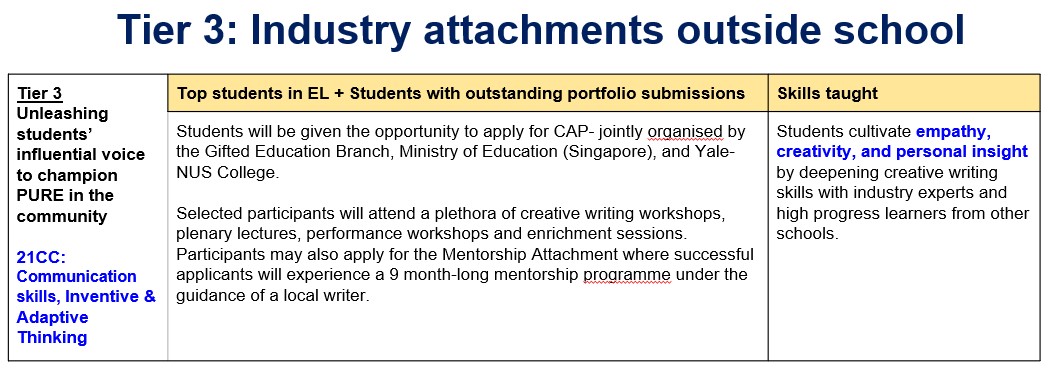 Tier 3: Industry attachments outside school
Tier 3
Unleashing
students’
influential voice
to champion
PURE in the
community
21CC:
Communication
skills, Inventive &
Adaptive
Thinking
Top students in EL + Students with outstanding portfolio submissions
Students will be given the opportunity to apply for CAP- jointly organised by
the Gifted Education Branch, Ministry of Education (Singapore), and Yale-
NUS College.
Selected participants will attend a plethora of creative writing workshops,
plenary lectures, performance workshops and enrichment sessions.
Participants may also apply for the Mentorship Attachment where successful
applicants will experience a 9 month-long mentorship programme under the
guidance of a local writer.
Skills taught
Students cultivate empathy,
creativity, and personal insight
by deepening creative writing
skills with industry experts and
high progress learners from other
schools.